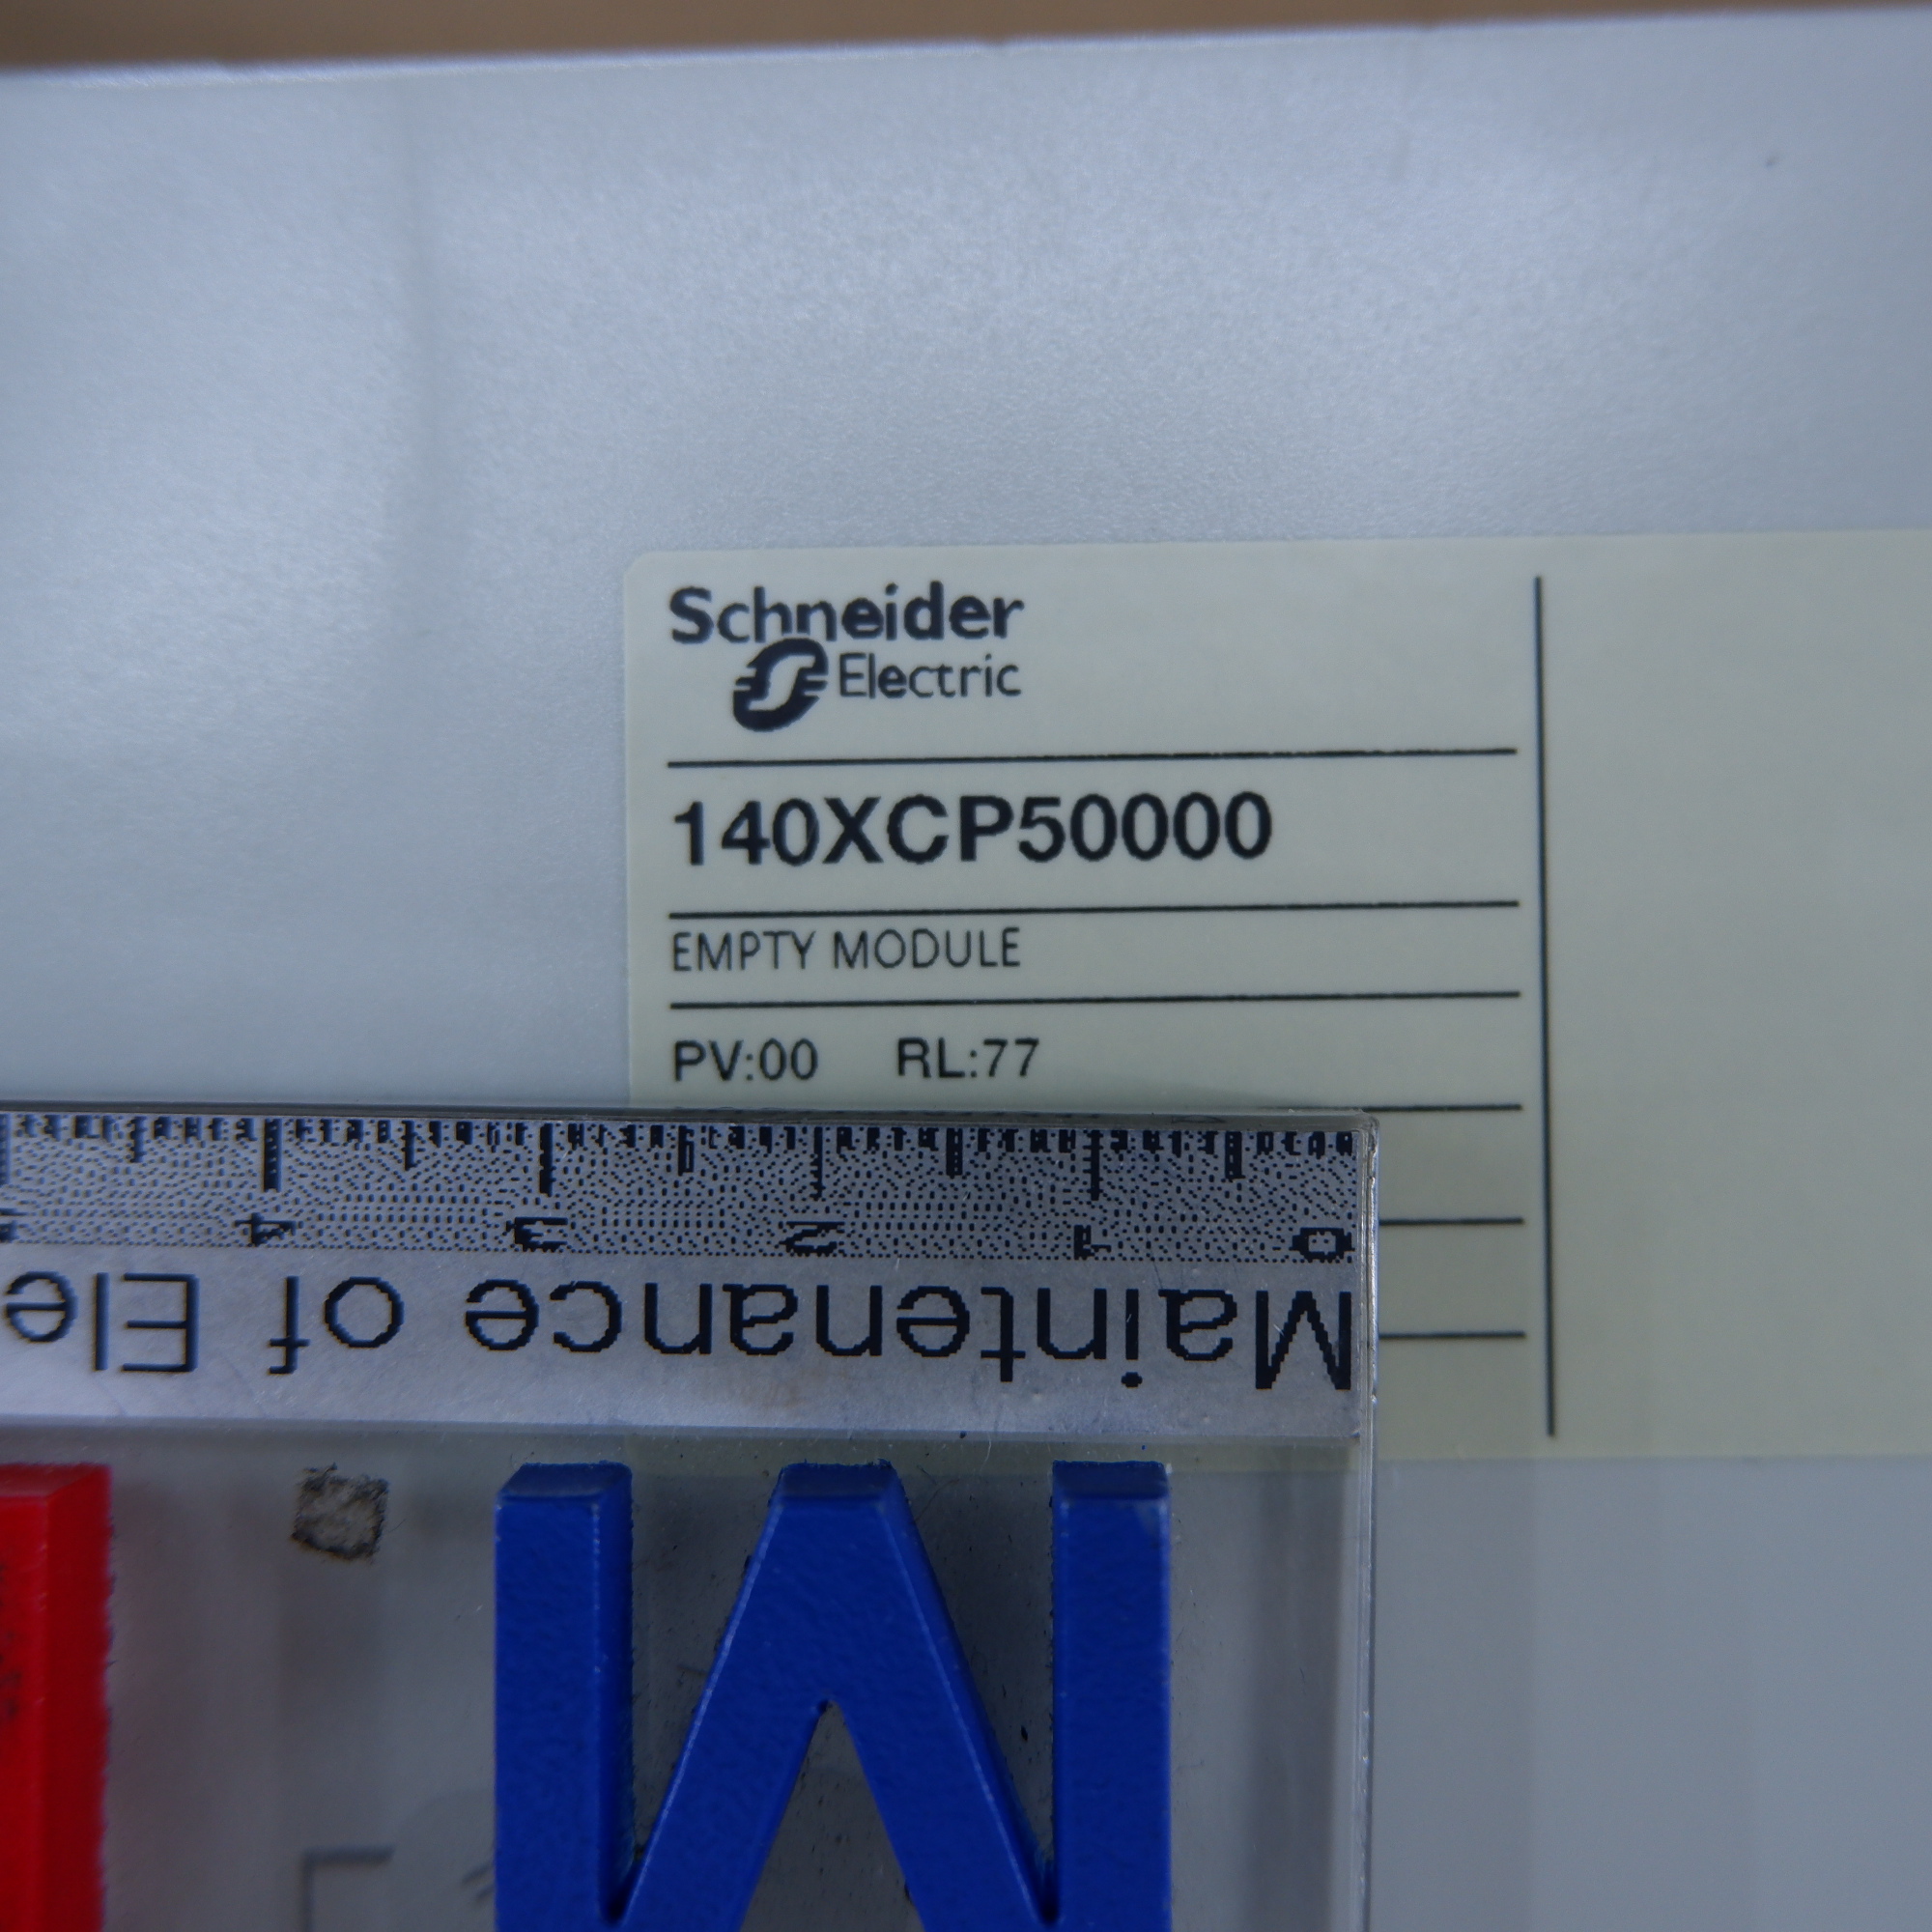 Schneider
Electric
140XCP50000
EMPTY MODULE
PV:00 RL:77
4 3 2 1 0
Maintenance of Ele
M